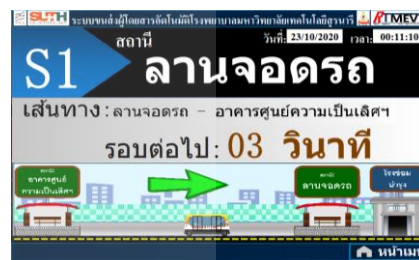 SUTH ระบบขนส่งผู้โดยสารอัตโนมัติโรงพยาบาลมหาวิทยาลัยเทคโนโลยีสุรนารี RTMEV
สถานี วันที่: 23/10/2020 เวลา: 00:11:10
S1 ลานจอดรถ
เส้นทาง : ลานจอดรถ - อาคารศูนย์ความเป็นเลิศฯ
รอบต่อไป: 03 วินาที
สถานี
อาคารศูนย์
ความเป็นเลิศฯ
สถานี
ลานจอดรถ
โรงซ่อม
บำรุง
หน้าเมนู